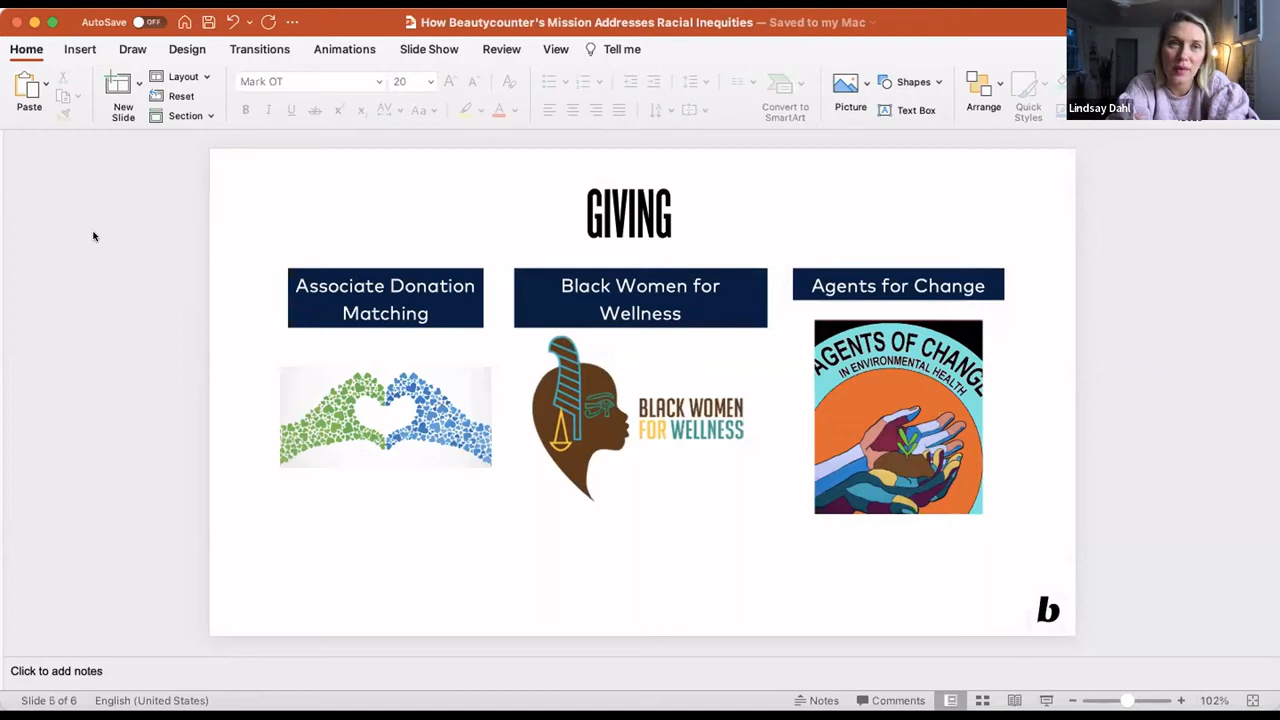 AutoSave
OFF
How Beautycounter's Mission Addresses Racial Inequities — Saved to my Mac
Home
Insert
Draw
Design
Transitions
Animations
Slide Show
Review
View
Tell me
Paste
New
Slide
Layout
Reset
Section
Mark OT
20
Convert to
SmartArt
Picture
Shapes
Text Box
Arrange
Quick
Styles
Lindsay Dahl
GIVING
Associate Donation
Matching
Black Women for
Wellness
Agents for Change
BLACK WOMEN
FOR WELLNESS
AGENTS OF CHANGE
IN ENVIRONMENTAL HEALTH
b
Click to add notes
Slide 5 of 6
English (United States)
Notes
Comments
102%